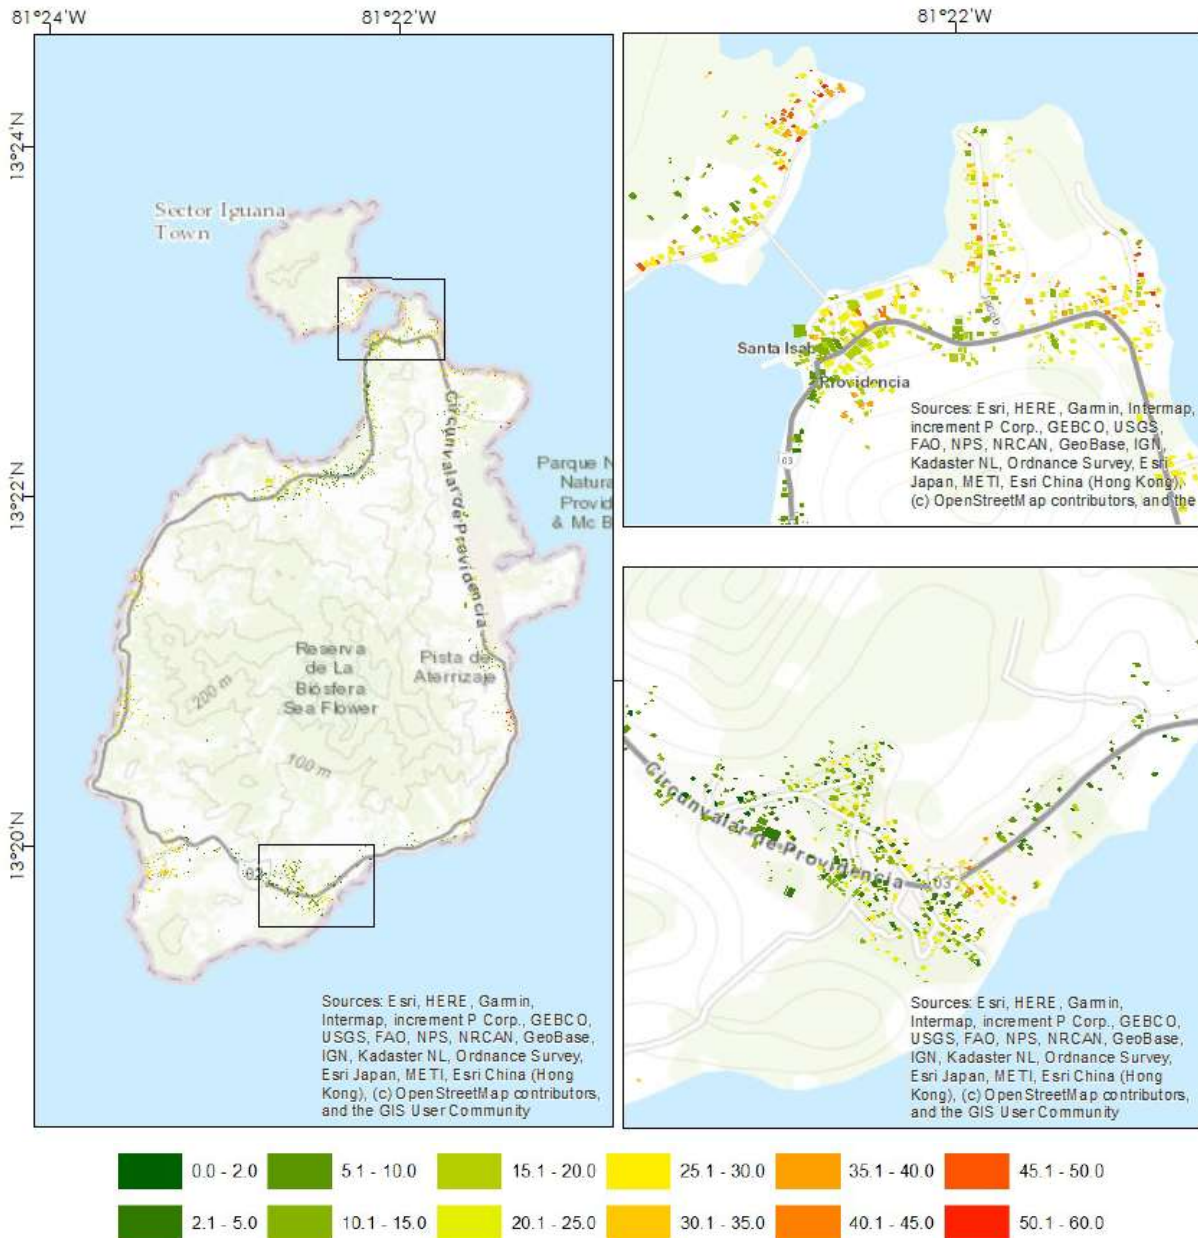 81°24'W
81°22'W
81°22'W
13°24'N
13°22'N
13°20'N
Sector Iguana
Town
Circunvalar de Providencia
Parque N
Natura
Provid
& Mc B
Reserva
de La
Biósfera
Sea Flower
Pista de
Aterrizaje
200 m
100 m
02
Sources: Esri, HERE, Garmin,
Intermap, increment P Corp., GEBCO,
USGS, FAO, NPS, NRCAN, GeoBase,
IGN, Kadaster NL, Ordnance Survey,
Esri Japan, METI, Esri China (Hong
Kong), (c) OpenStreetMap contributors,
and the GIS User Community
Santa Isab
Providencia
03
Sources: Esri, HERE, Garmin, Intermap,
increment P Corp., GEBCO, USGS,
FAO, NPS, NRCAN, GeoBase, IGN,
Kadaster NL, Ordnance Survey, Esri
Japan, METI, Esri China (Hong Kong),
(c) OpenStreetMap contributors, and the
Circunvalar de Providencia
03
Sources: Esri, HERE, Garmin,
Intermap, increment P Corp., GEBCO,
USGS, FAO, NPS, NRCAN, GeoBase,
IGN, Kadaster NL, Ordnance Survey,
Esri Japan, METI, Esri China (Hong
Kong), (c) OpenStreetMap contributors,
and the GIS User Community
0.0 - 2.0
5.1 - 10.0
15.1 - 20.0
25.1 - 30.0
35.1 - 40.0
45.1 - 50.0
2.1 - 5.0
10.1 - 15.0
20.1 - 25.0
30.1 - 35.0
40.1 - 45.0
50.1 - 60.0